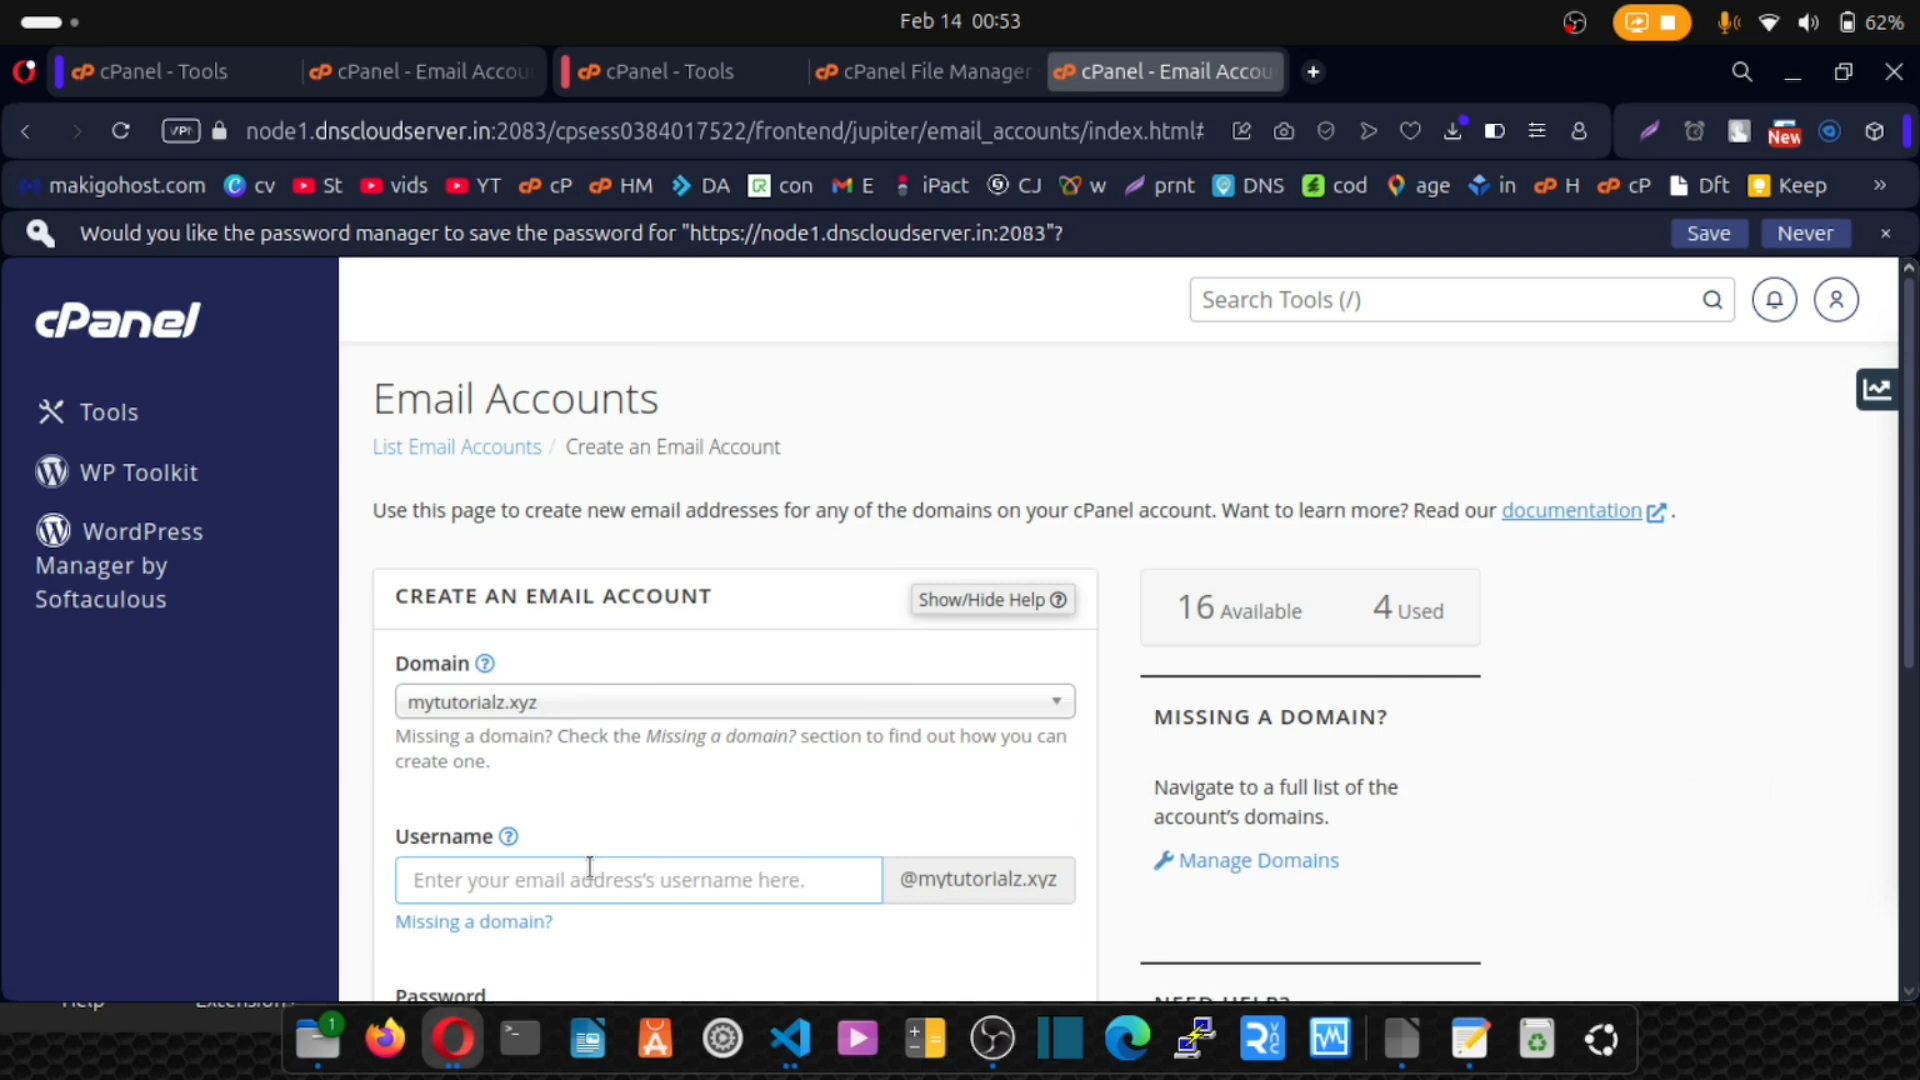 Feb 14 00:53
62%
cPanel - Tools
cPanel - Email Accou
cPanel - Tools
cPanel File Manager
cPanel - Email Accou
VPN
node1.dnscloudserver.in:2083/cpsess0384017522/frontend/jupiter/email_accounts/index.html#
New
makigohost.com
cv
St
vids
YT
cP
HM
DA
con
E
iPact
CJ
w
prnt
DNS
cod
age
in
H
cP
Dft
Keep
»
Would you like the password manager to save the password for "https://node1.dnscloudserver.in:2083"?
Save
Never
cPanel
Tools
WP Toolkit
WordPress
Manager by
Softaculous
Search Tools (/)
Email Accounts
List Email Accounts / Create an Email Account
Use this page to create new email addresses for any of the domains on your cPanel account. Want to learn more? Read our documentation .
CREATE AN EMAIL ACCOUNT
Show/Hide Help
Domain
mytutorialz.xyz
Missing a domain? Check the Missing a domain? section to find out how you can
create one.
Username
Enter your email address's username here.
@mytutorialz.xyz
Missing a domain?
Password
16 Available
4 Used
MISSING A DOMAIN?
Navigate to a full list of the
account's domains.
Manage Domains
NEED HELP?
Help
Extension
1